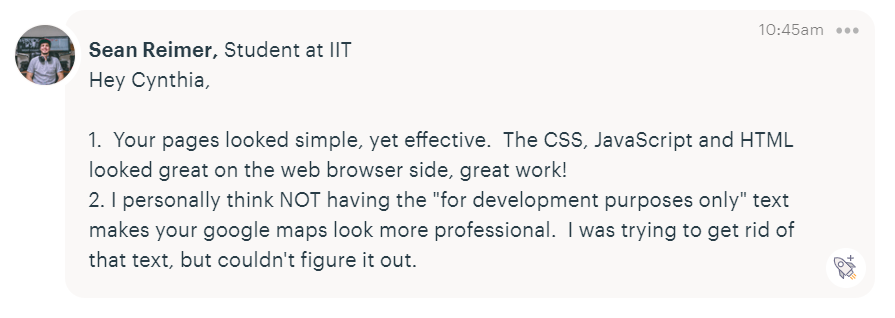 10:45am
Sean Reimer, Student at IIT
Hey Cynthia,
1.  Your pages looked simple, yet effective.  The CSS, JavaScript and HTML
looked great on the web browser side, great work!
2. I personally think NOT having the "for development purposes only" text
makes your google maps look more professional.  I was trying to get rid of
that text, but couldn't figure it out.